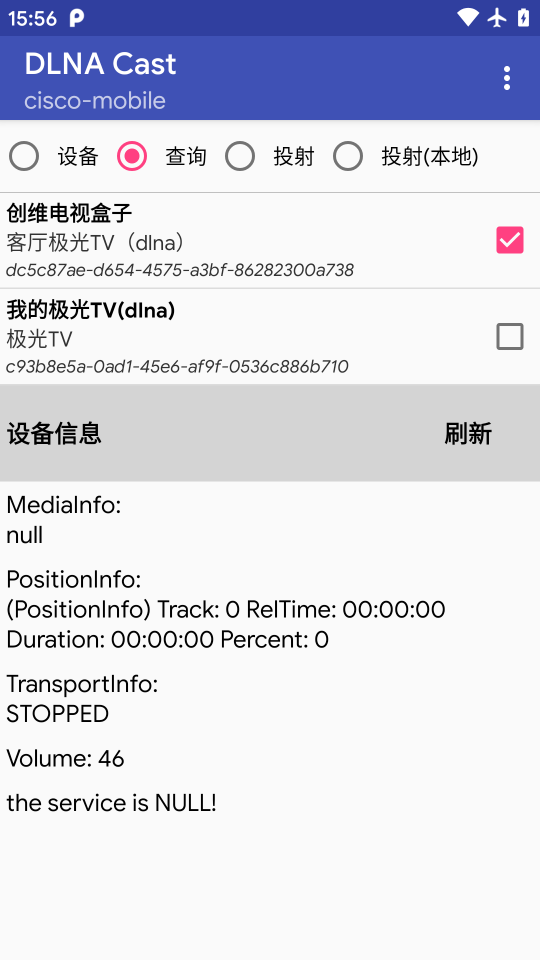 15:56
DLNA Cast
cisco-mobile
设备 查询 投射 投射(本地)
创维电视盒子
客厅极光TV（dlna）
dc5c87ae-d654-4575-a3bf-86282300a738
我的极光TV(dlna)
极光TV
c93b8e5a-0ad1-45e6-af9f-0536c886b710
设备信息 刷新
MediaInfo:
null
PositionInfo:
(PositionInfo) Track: 0 RelTime: 00:00:00
Duration: 00:00:00 Percent: 0
TransportInfo:
STOPPED
Volume: 46
the service is NULL!